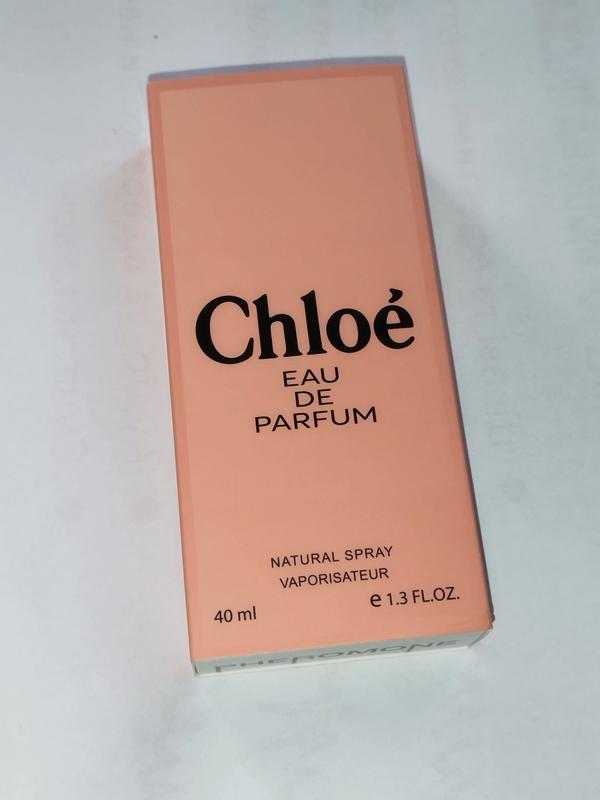 Chloé
EAU
DE
PARFUM
NATURAL SPRAY
VAPORISATEUR
40 ml
e 1.3 FL.OZ.
PHEROMONE